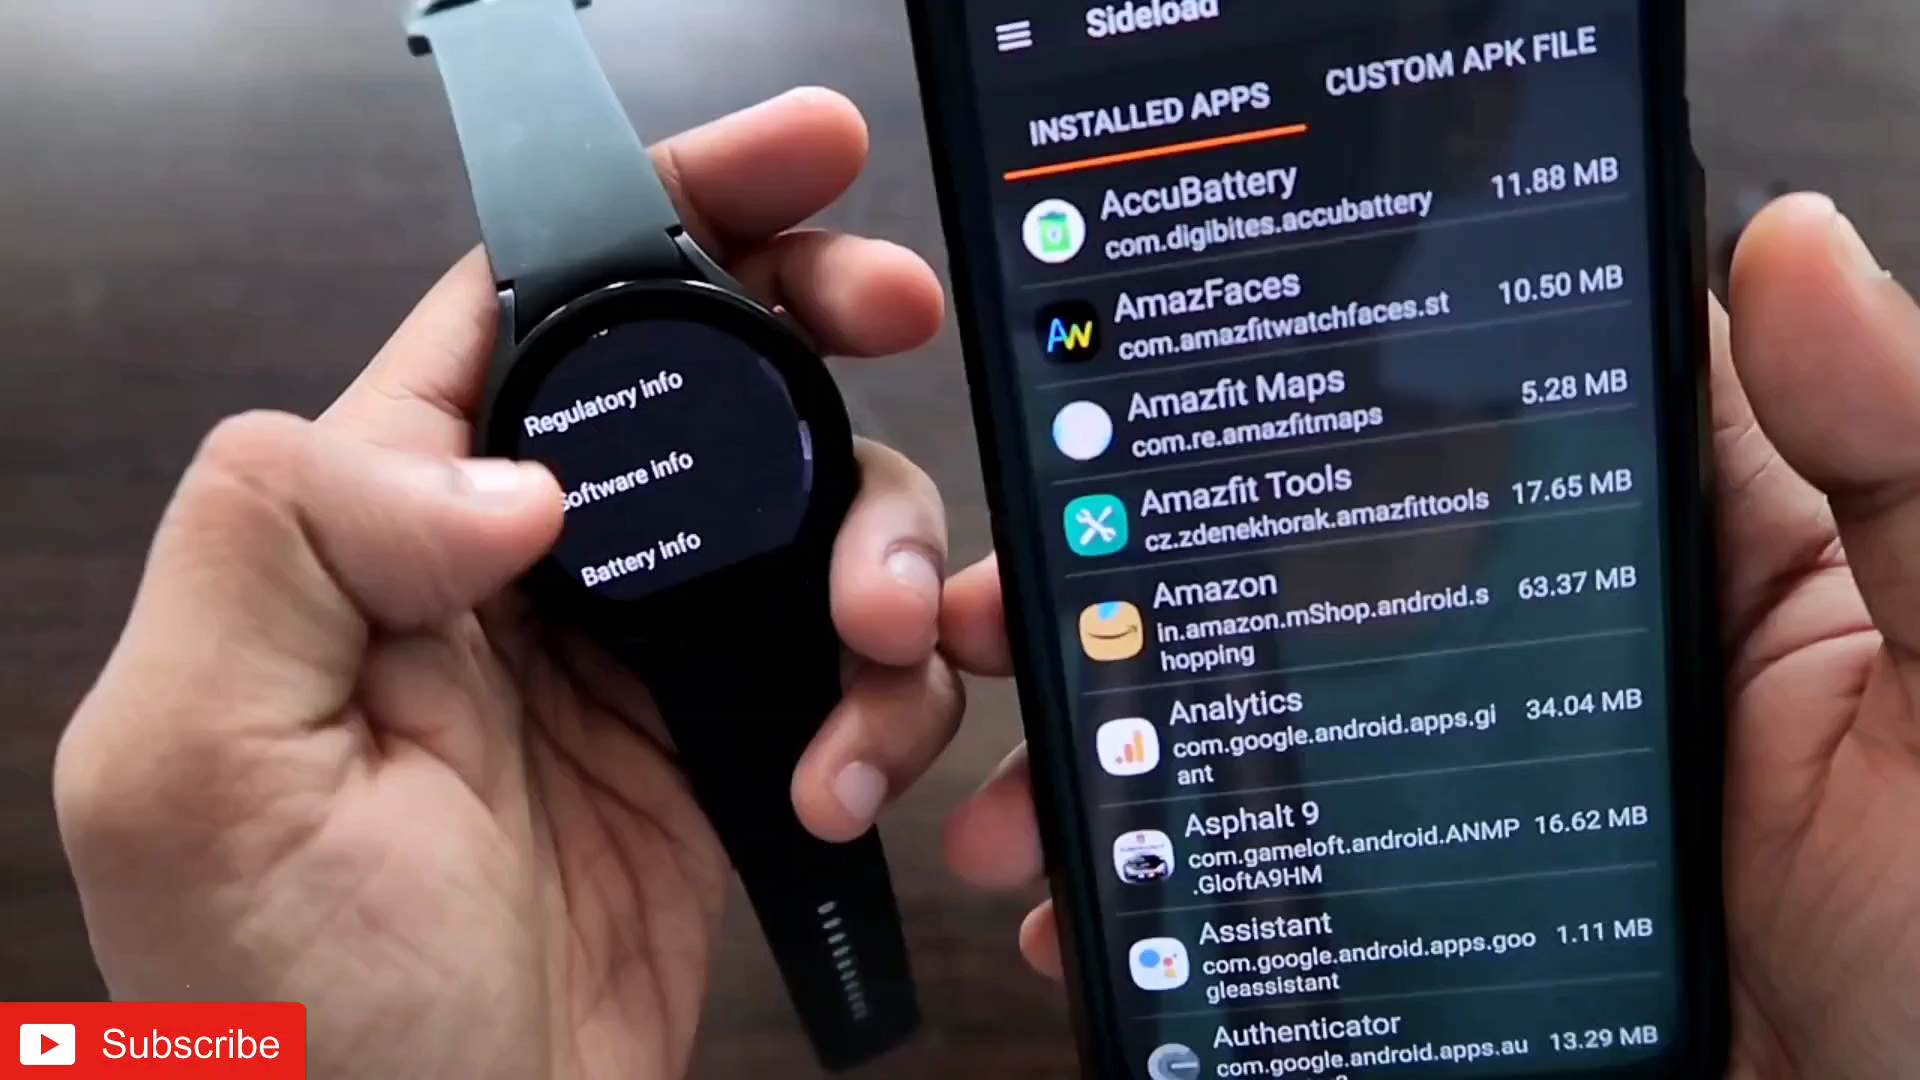 Sideload
INSTALLED APPS
CUSTOM APK FILE
AccuBattery
com.digibites.accubattery
11.88 MB
AmazFaces
com.amazfitwatchfaces.st
10.50 MB
Amazfit Maps
com.re.amazfitmaps
5.28 MB
Amazfit Tools
cz.zdenekhorak.amazfittools
17.65 MB
Amazon
in.amazon.mShop.android.s
hopping
63.37 MB
Analytics
com.google.android.apps.gi
ant
34.04 MB
Asphalt 9
com.gameloft.android.ANMP
.GloftA9HM
16.62 MB
Assistant
com.google.android.apps.goo
gleassistant
1.11 MB
Authenticator
com.google.android.apps.au
13.29 MB
Regulatory info
Software info
Battery info
Subscribe